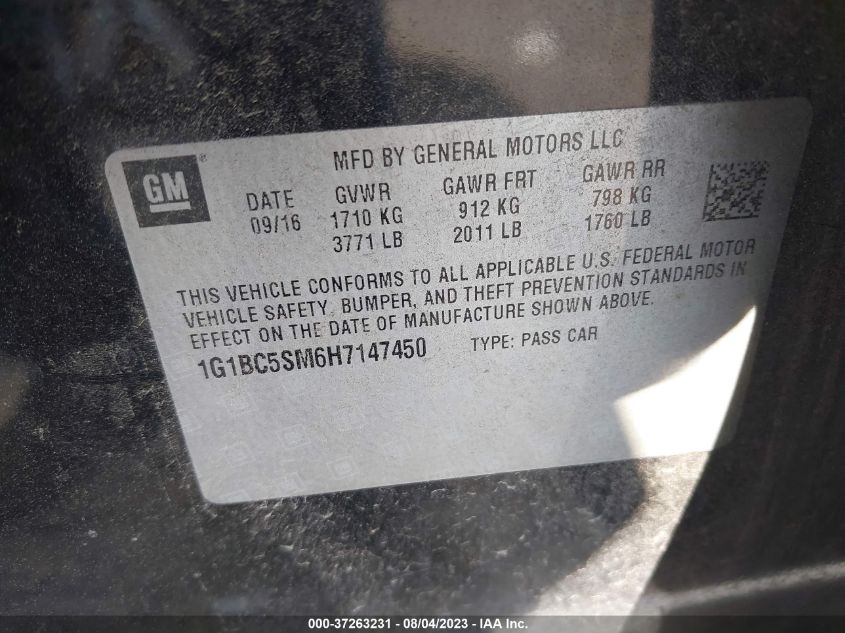 MFD BY GENERAL MOTORS LLC
GM®
DATE GVWR GAWR FRT GAWR RR
09/16 1710 KG 912 KG 798 KG
3771 LB 2011 LB 1760 LB
THIS VEHICLE CONFORMS TO ALL APPLICABLE U.S. FEDERAL MOTOR
VEHICLE SAFETY, BUMPER, AND THEFT PREVENTION STANDARDS IN
EFFECT ON THE DATE OF MANUFACTURE SHOWN ABOVE.
1G1BC5SM6H7147450 TYPE: PASS CAR
000-37263231 - 08/04/2023 - IAA Inc.